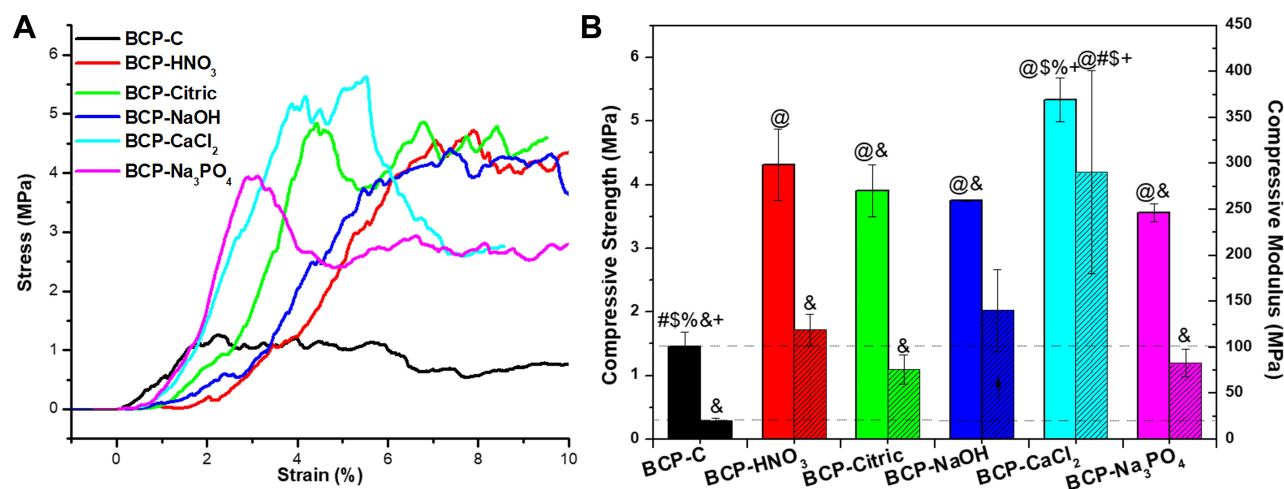 A
BCP-C
BCP-HNO₃
BCP-Citric
BCP-NaOH
BCP-CaCl₂
BCP-Na₃PO₄
Stress (MPa)
6
5
4
3
2
1
0
0 2 4 6 8 10
Strain (%)
B
Compressive Strength (MPa)
6
5
4
3
2
1
0
#$%&+
&
@
&
@&
&
@&
@$%+
@#$+
@&
&
450
400
350
300
250
200
150
100
50
0
Compressive Modulus (MPa)
BCP-C
BCP-HNO₃
BCP-Citric
BCP-NaOH
BCP-CaCl₂
BCP-Na₃PO₄